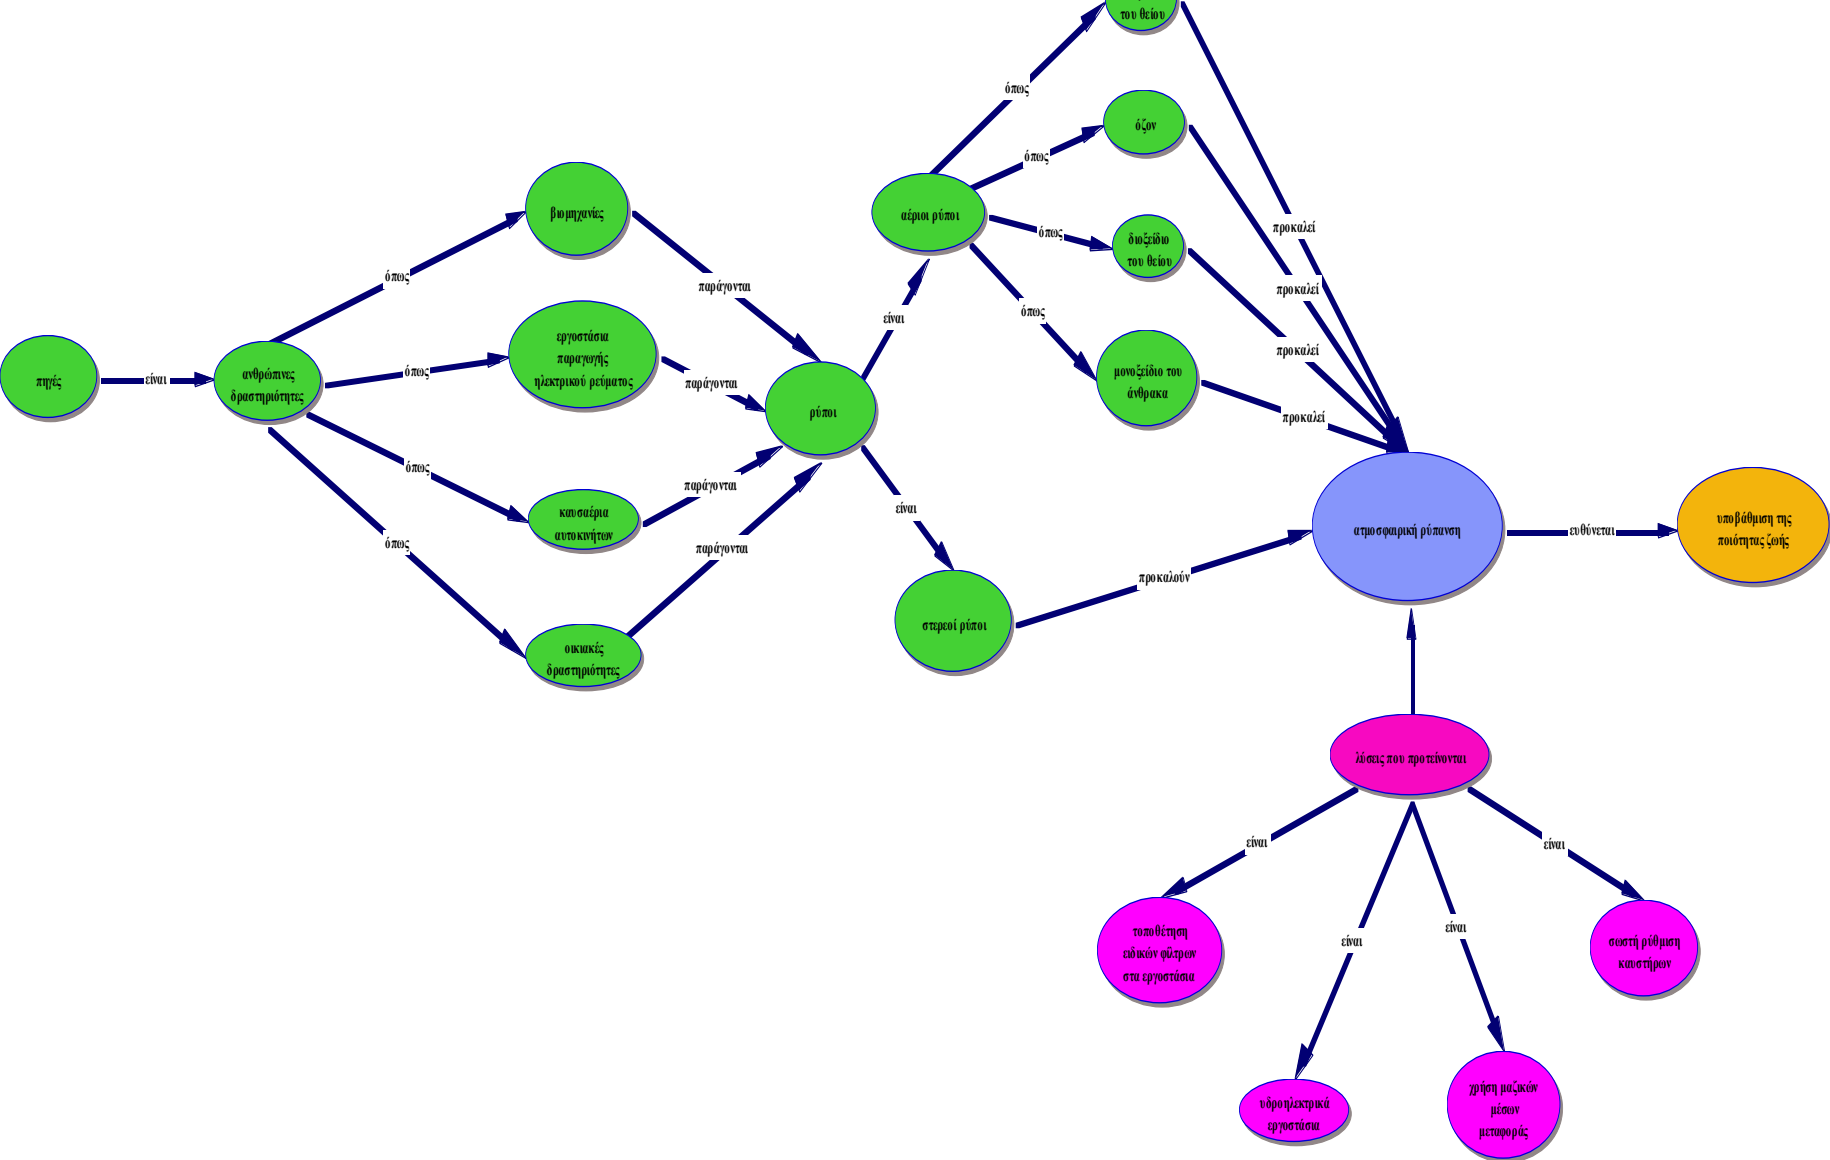 του θείου
όπως
όζον
όπως
βιομηχανίες
αέριοι ρύποι
προκαλεί
όπως
διοξείδιο
του θείου
όπως
παράγονται
προκαλεί
είναι
όπως
εργοστάσια
παραγωγής
ηλεκτρικού ρεύματος
προκαλεί
πηγές
είναι
ανθρώπινες
δραστηριότητες
όπως
παράγονται
μονοξείδιο του
άνθρακα
ρύποι
προκαλεί
όπως
παράγονται
καυσαέρια
αυτοκινήτων
είναι
όπως
παράγονται
ατμοσφαιρική ρύπανση
ευθύνεται
υποβάθμιση της
ποιότητας ζωής
προκαλούν
στερεοί ρύποι
οικιακές
δραστηριότητες
λύσεις που προτείνονται
είναι
είναι
είναι
είναι
τοποθέτηση
ειδικών φίλτρων
στα εργοστάσια
σωστή ρύθμιση
καυστήρων
υδροηλεκτρικά
εργοστάσια
χρήση μαζικών
μέσων
μεταφοράς